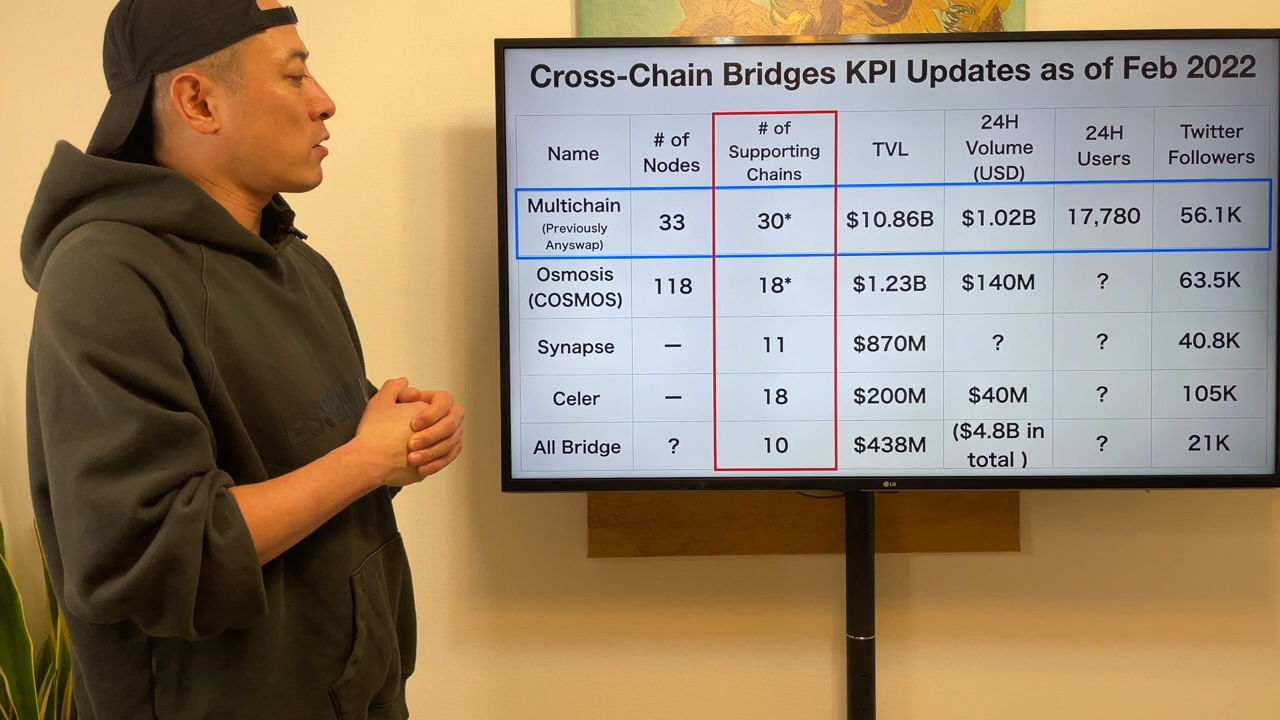 Cross-Chain Bridges KPI Updates as of Feb 2022
Name
# of
Nodes
# of
Supporting
Chains
TVL
24H
Volume
(USD)
24H
Users
Twitter
Followers
Multichain
(Previously
Anyswap)
33
30*
$10.86B
$1.02B
17,780
56.1K
Osmosis
(COSMOS)
118
18*
$1.23B
$140M
?
63.5K
Synapse
—
11
$870M
?
?
40.8K
Celer
—
18
$200M
$40M
?
105K
All Bridge
?
10
$438M
($4.8B in
total )
?
21K
LG